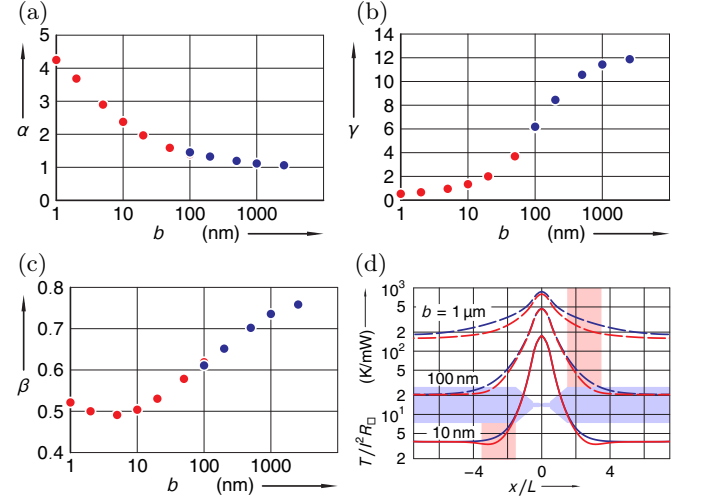 (a)
5
4
3
α
2
1
0
1 10 100 1000
b (nm)
(b)
14
12
10
8
γ
6
4
2
0
1 10 100 1000
b (nm)
(c)
0.8
0.7
β 0.6
0.5
0.4
1 10 100 1000
b (nm)
(d)
10³
5
2
10²
5
2
10¹
5
2
T/I²R□ (K/mW)
b = 1 µm
100 nm
10 nm
−4 0 4
x/L